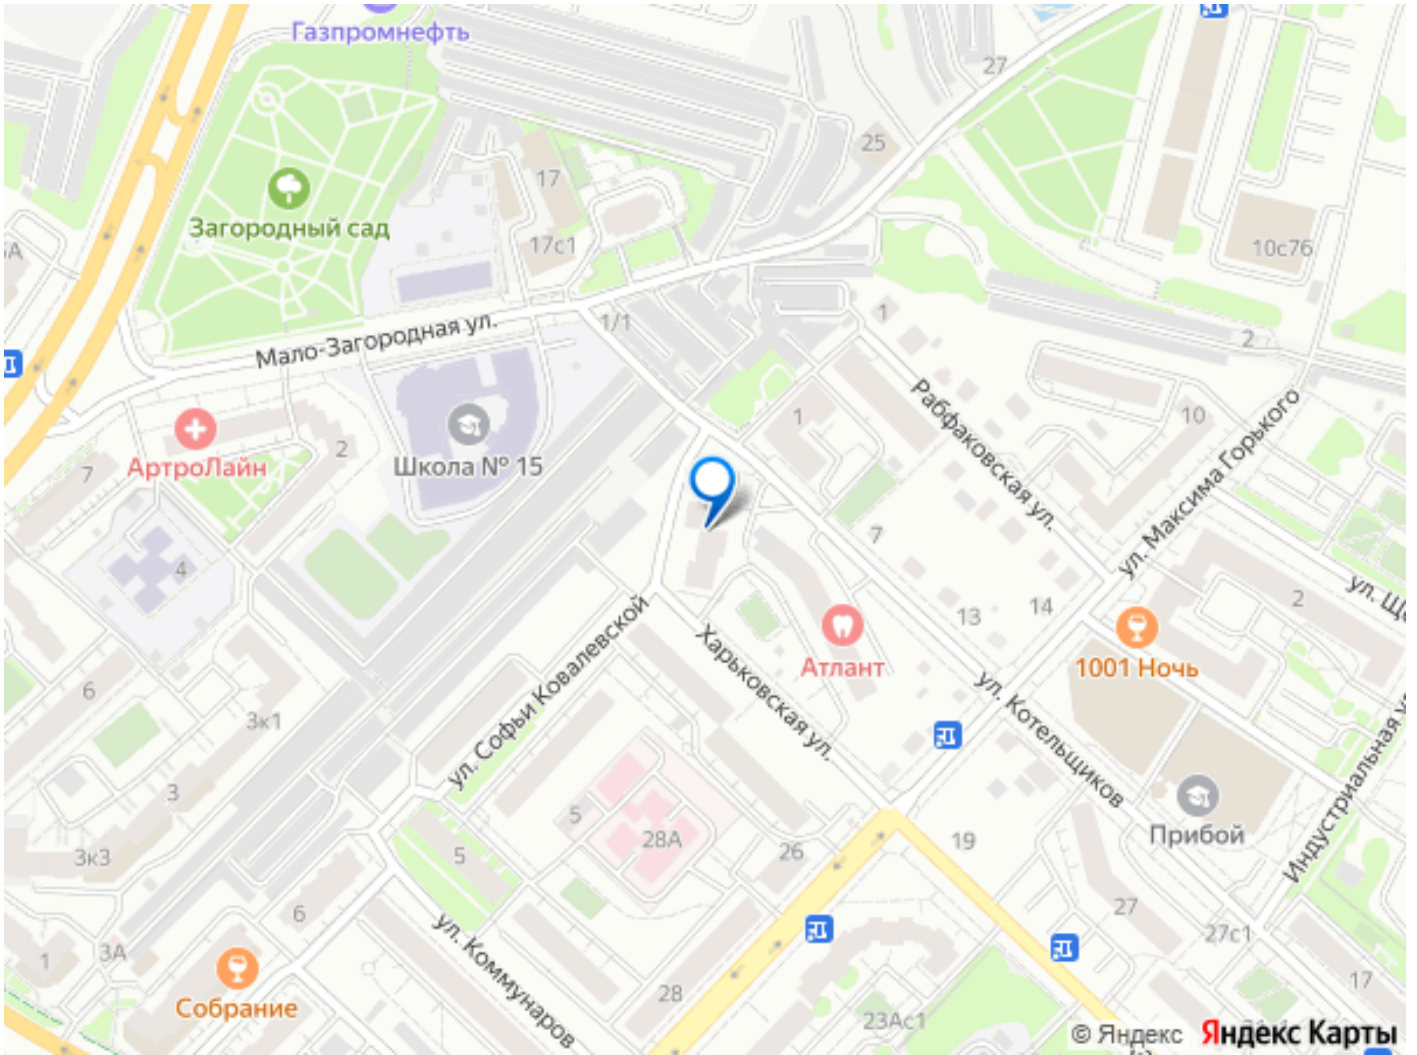 Газпромнефть
27
25
17
Загородный сад
17с1
10с76
1
1/1
2
Мало-Загородная ул.
Рабфаковская ул.
10
1
ул. Максима Горького
2
АртроЛайн
7
Школа № 15
7
4
ул. Що
2
14
13
Харьковская ул.
Атлант
1001 Ночь
ул. Софьи Ковалевской
ул. Котельщиков
6
3к1
Индустриальная у
3
5
28А
Прибой
3к3
5
26
19
6
27
27с1
3А
1
ул. Коммунаров
17
Собрание
28
23Ас1
© Яндекс Яндекс Карты